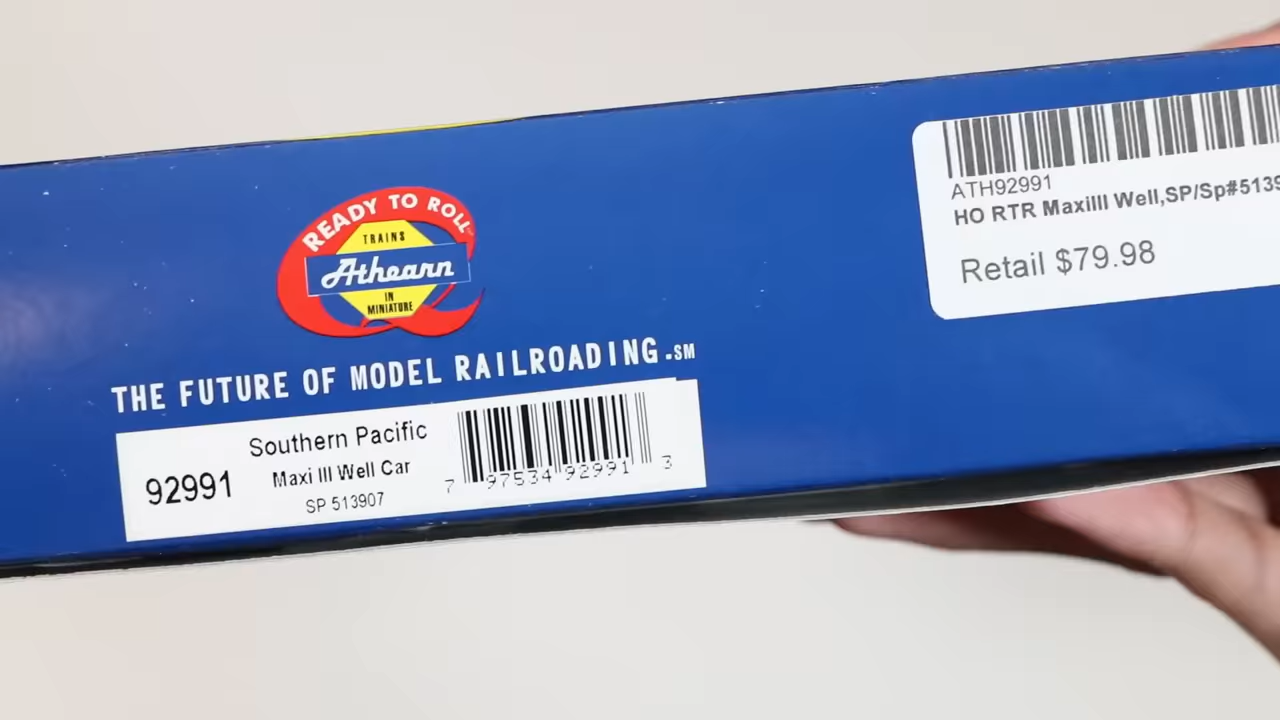 READY TO ROLL
TRAINS
Athearn
IN
MINIATURE
THE FUTURE OF MODEL RAILROADING.SM
92991
Southern Pacific
Maxi III Well Car
SP 513907
7 97534 92991 3
ATH92991
HO RTR MaxiIII Well,SP/Sp#5139
Retail $79.98